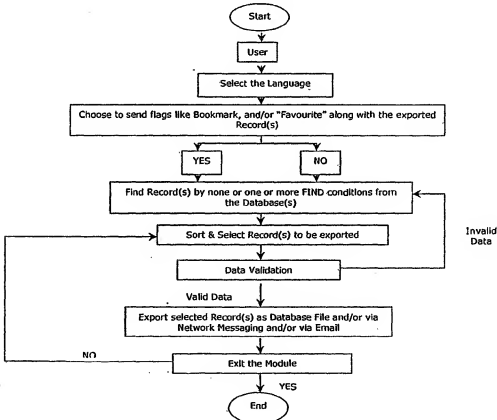 Start
User
Select the Language
Choose to send flags like Bookmark, and/or "Favourite" along with the exported
Record(s)
YES
NO
Find Record(s) by none or one or more FIND conditions from
the Database(s)
Sort & Select Record(s) to be exported
Invalid
Data
Data Validation
Valid Data
Export selected Record(s) as Database File and/or via
Network Messaging and/or via Email
NO
Exit the Module
YES
End